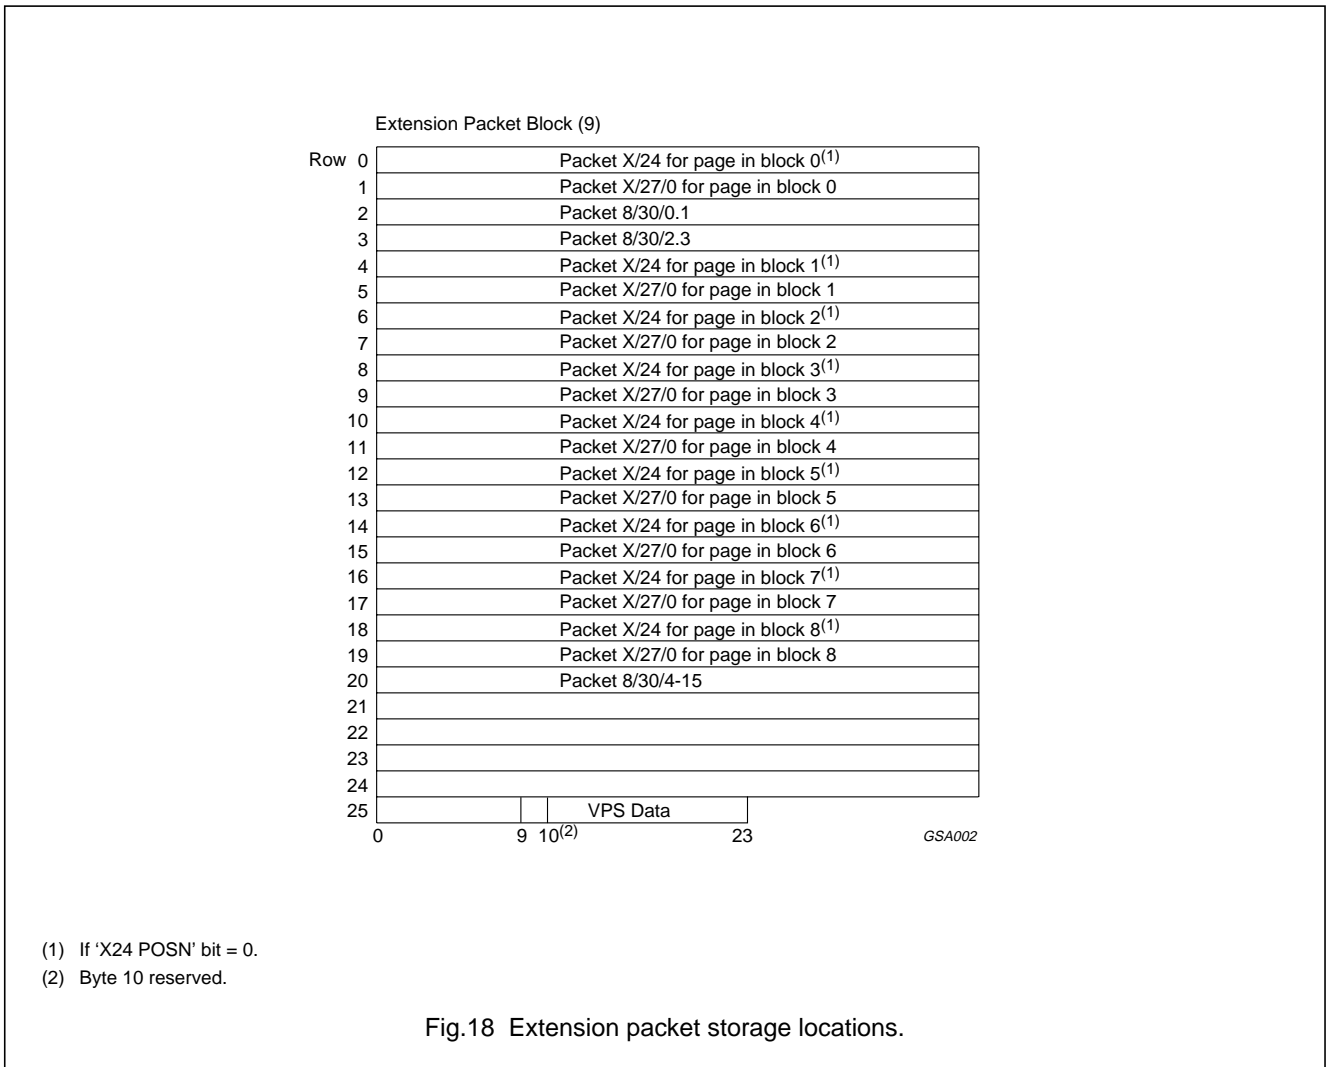 Extension Packet Block (9)
Row 0 Packet X/24 for page in block 0(1)
1 Packet X/27/0 for page in block 0
2 Packet 8/30/0.1
3 Packet 8/30/2.3
4 Packet X/24 for page in block 1(1)
5 Packet X/27/0 for page in block 1
6 Packet X/24 for page in block 2(1)
7 Packet X/27/0 for page in block 2
8 Packet X/24 for page in block 3(1)
9 Packet X/27/0 for page in block 3
10 Packet X/24 for page in block 4(1)
11 Packet X/27/0 for page in block 4
12 Packet X/24 for page in block 5(1)
13 Packet X/27/0 for page in block 5
14 Packet X/24 for page in block 6(1)
15 Packet X/27/0 for page in block 6
16 Packet X/24 for page in block 7(1)
17 Packet X/27/0 for page in block 7
18 Packet X/24 for page in block 8(1)
19 Packet X/27/0 for page in block 8
20 Packet 8/30/4-15
21
22
23
24
25 VPS Data
0 9 10(2) 23 GSA002
(1) If ‘X24 POSN’ bit = 0.
(2) Byte 10 reserved.
Fig.18 Extension packet storage locations.